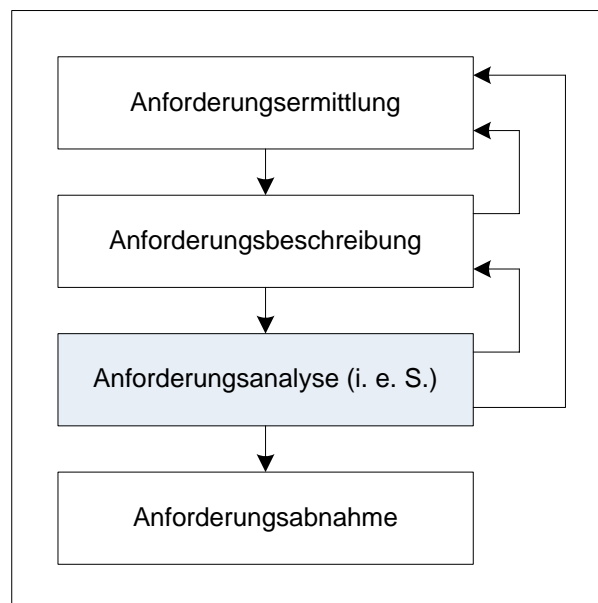 Anforderungsermittlung
Anforderungsbeschreibung
Anforderungsanalyse (i. e. S.)
Anforderungsabnahme